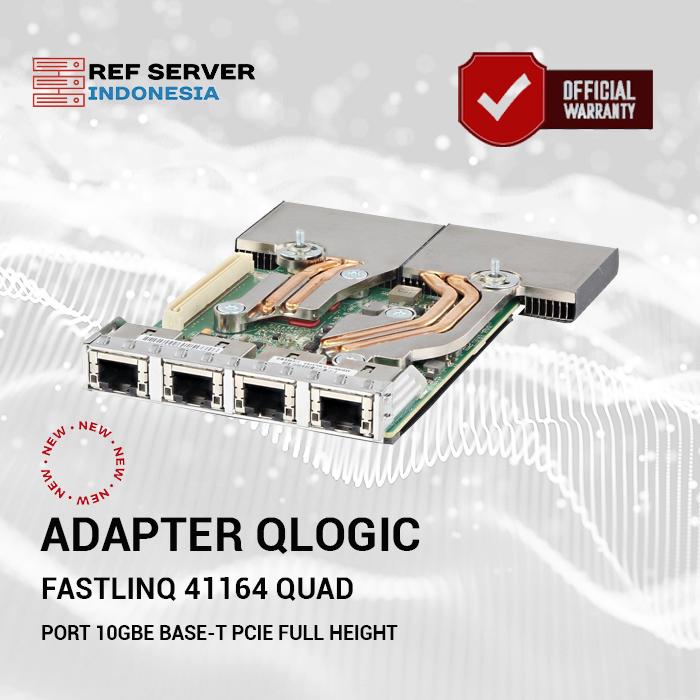 REF SERVER
INDONESIA
OFFICIAL
WARRANTY
NEW • NEW • NEW • NEW • NEW •
ADAPTER QLOGIC
FASTLINQ 41164 QUAD
PORT 10GBE BASE-T PCIE FULL HEIGHT